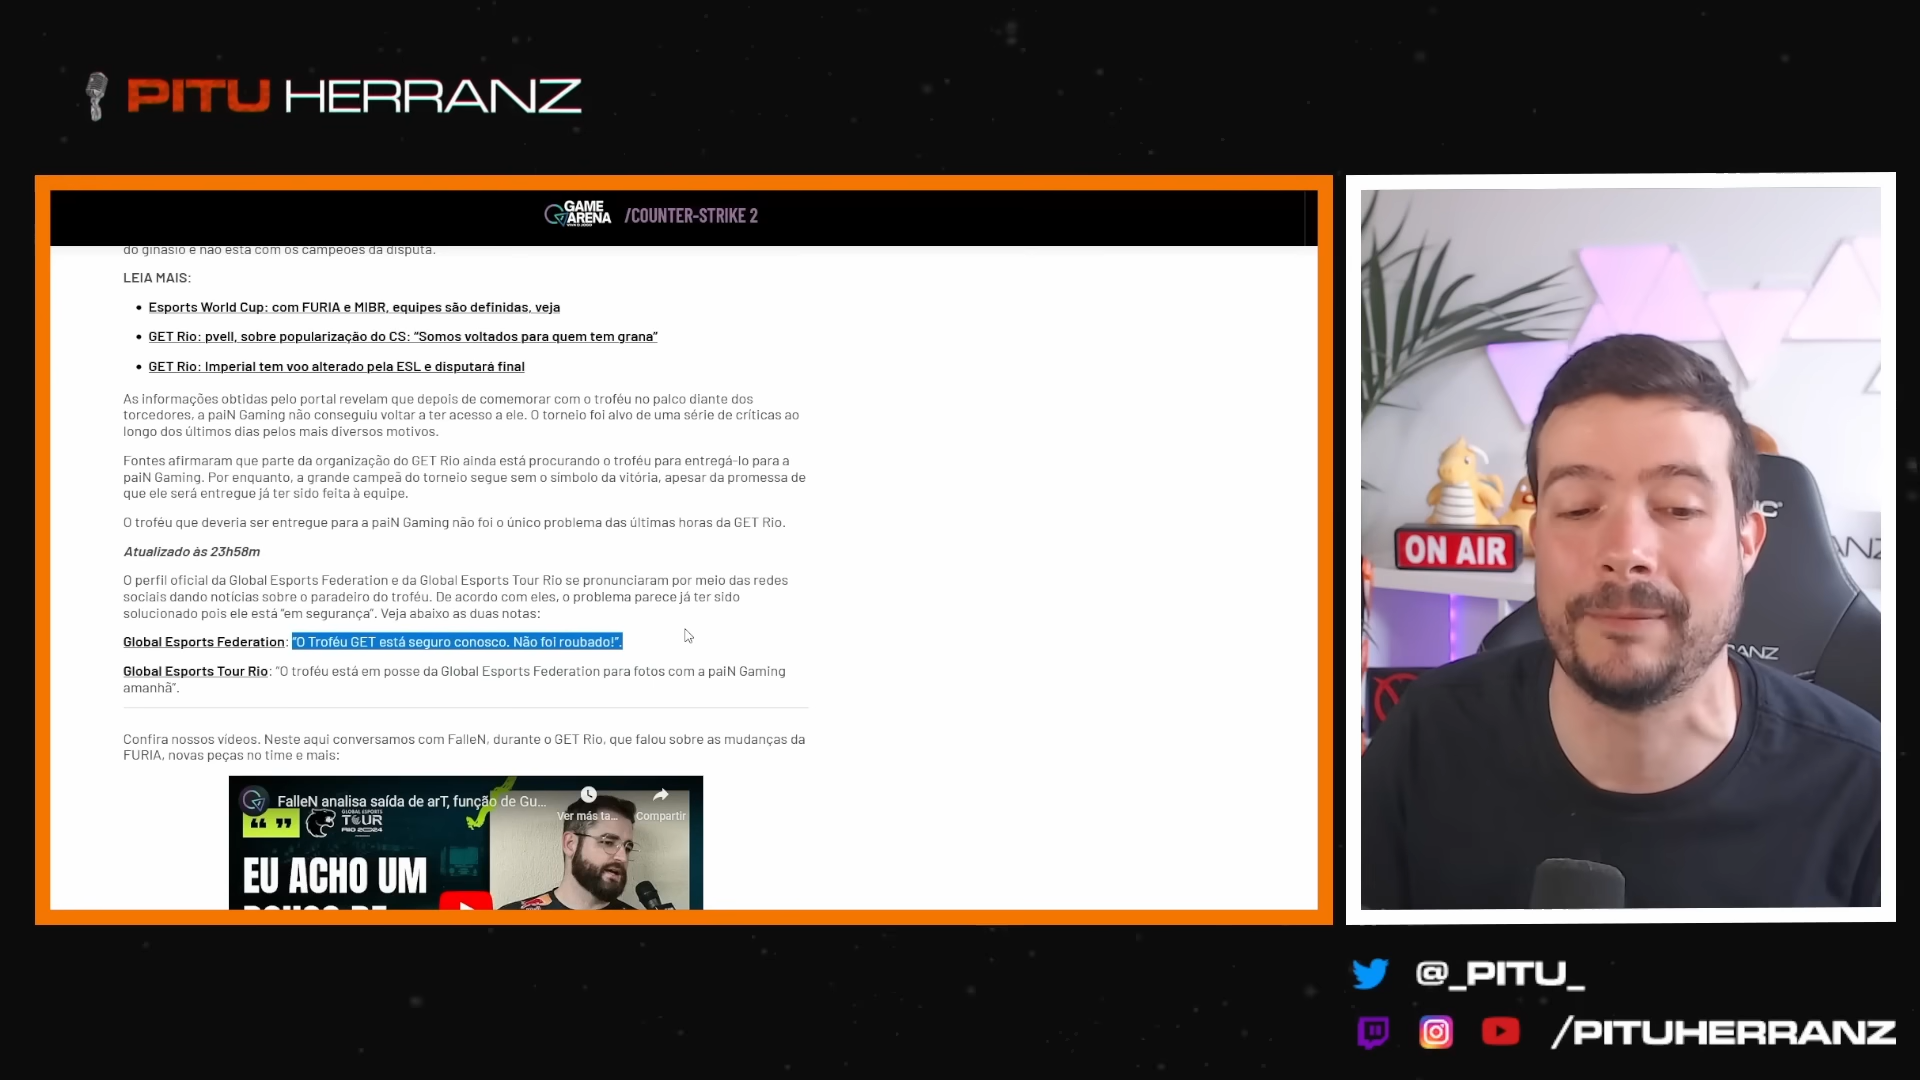 PITU HERRANZ
GAME
ARENA
/COUNTER-STRIKE 2
do ginásio e não está com os campeões da disputa.
LEIA MAIS:
Esports World Cup: com FURIA e MIBR, equipes são definidas, veja
GET Rio: pvell, sobre popularização do CS: “Somos voltados para quem tem grana”
GET Rio: Imperial tem voo alterado pela ESL e disputará final
As informações obtidas pelo portal revelam que depois de comemorar com o troféu no palco diante dos
torcedores, a paiN Gaming não conseguiu voltar a ter acesso a ele. O torneio foi alvo de uma série de críticas ao
longo dos últimos dias pelos mais diversos motivos.
Fontes afirmaram que parte da organização do GET Rio ainda está procurando o troféu para entregá-lo para a
paiN Gaming. Por enquanto, a grande campeã do torneio segue sem o símbolo da vitória, apesar da promessa de
que ele será entregue já ter sido feita à equipe.
O troféu que deveria ser entregue para a paiN Gaming não foi o único problema das últimas horas da GET Rio.
Atualizado às 23h58m
O perfil oficial da Global Esports Federation e da Global Esports Tour Rio se pronunciaram por meio das redes
sociais dando notícias sobre o paradeiro do troféu. De acordo com eles, o problema parece já ter sido
solucionado pois ele está “em segurança”. Veja abaixo as duas notas:
Global Esports Federation: “O Troféu GET está seguro conosco. Não foi roubado!”.
Global Esports Tour Rio: “O troféu está em posse da Global Esports Federation para fotos com a paiN Gaming
amanhã”.
Confira nossos vídeos. Neste aqui conversamos com FalleN, durante o GET Rio, que falou sobre as mudanças da
FURIA, novas peças no time e mais:
FalleN analisa saída de arT, função de Gu...
Ver más ta...
Compartir
GLOBAL ESPORTS
TOUR
RIO 2024
EU ACHO UM
POUCO DE
ON AIR
ANZ
@_PITU_
/PITUHERRANZ